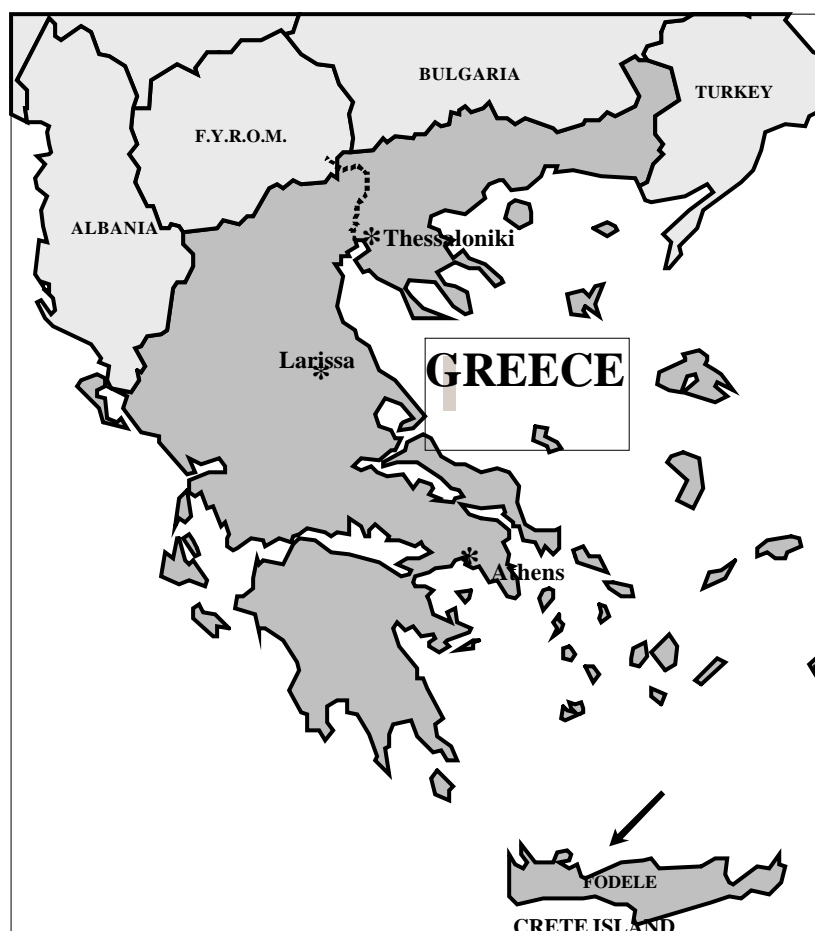 BULGARIA
TURKEY
F.Y.R.O.M.
ALBANIA
Thessaloniki
Larissa
GREECE
Athens
FODELE
CRETE ISLAND